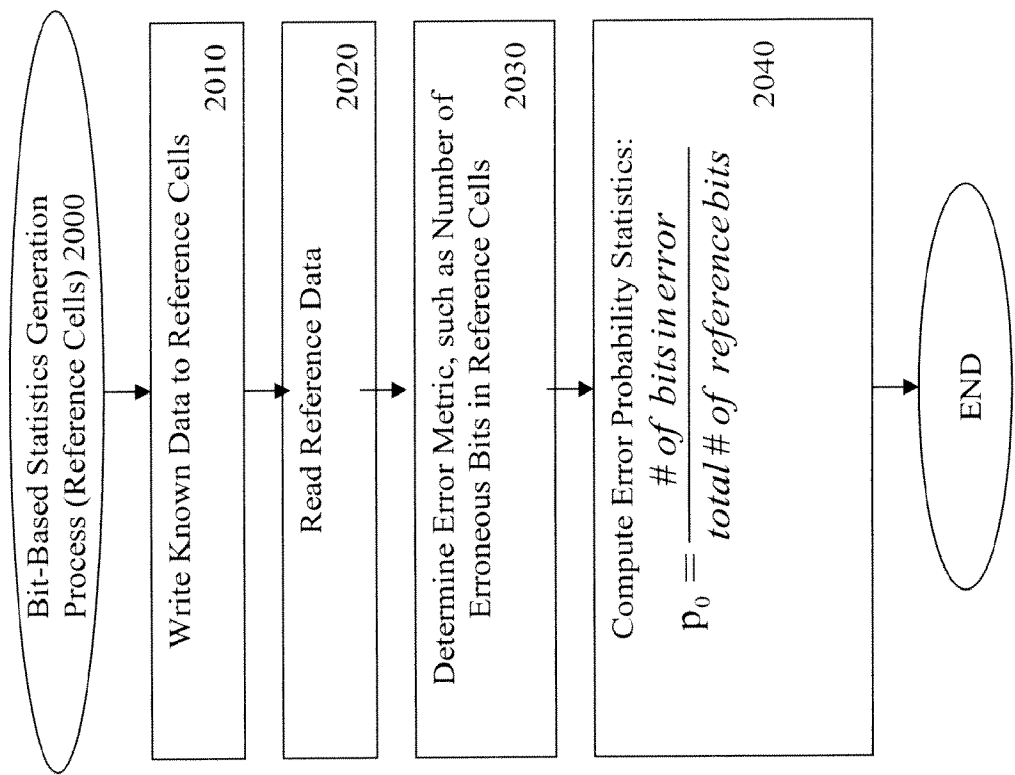 Bit-Based Statistics Generation
Process (Reference Cells) 2000
Write Known Data to Reference Cells
2010
Read Reference Data
2020
Determine Error Metric, such as Number of
Erroneous Bits in Reference Cells
2030
Compute Error Probability Statistics:
p₀ = # of bits in error / total # of reference bits
2040
END